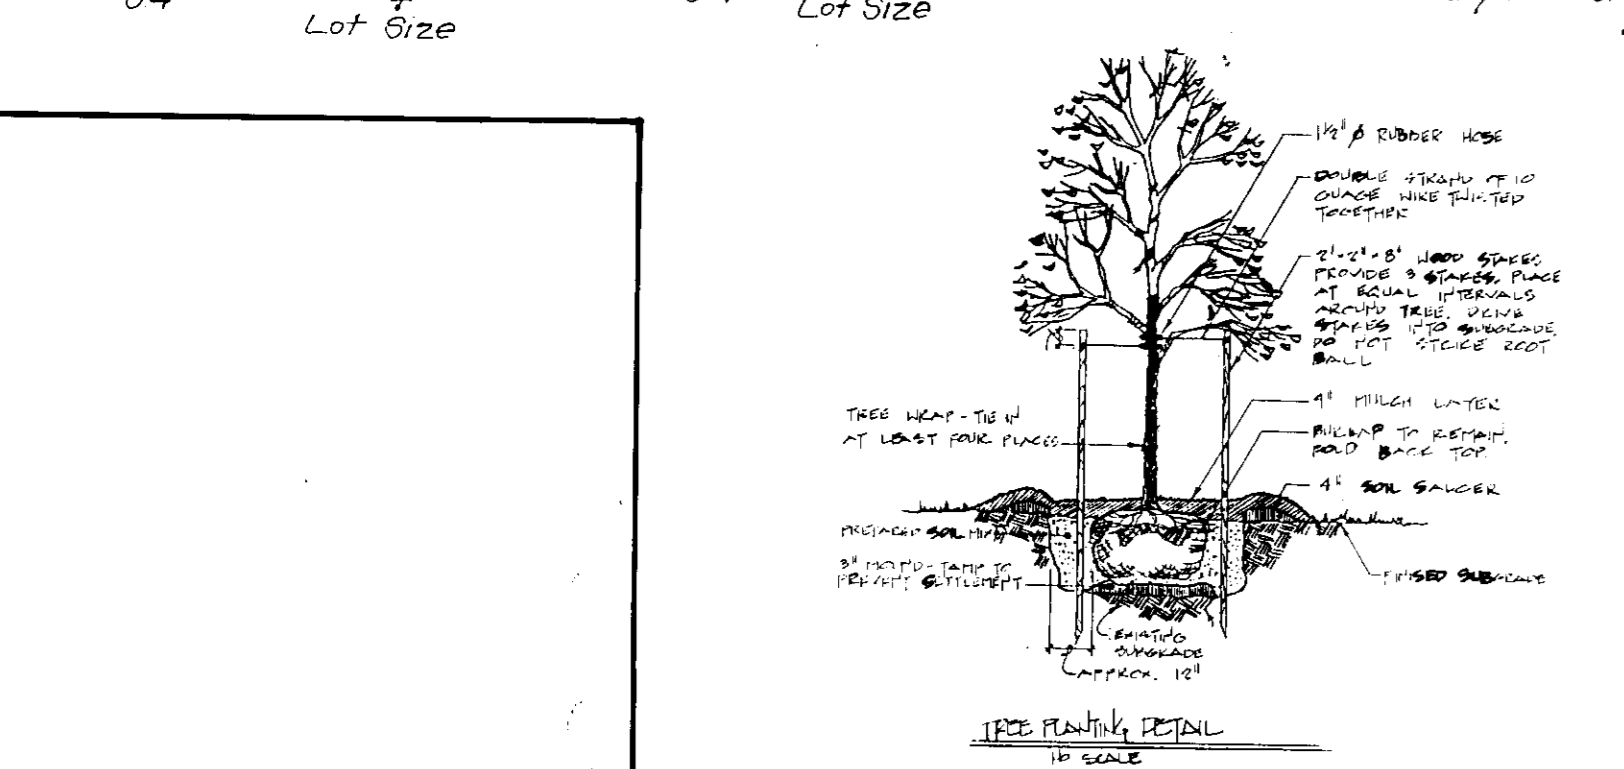 Lot Size
Lot Size
1½" Ø RUBBER HOSE
DOUBLE STRAND OF 10
GUAGE WIRE TWISTED
TOGETHER
2"x2"x8' WOOD STAKES
PROVIDE 3 STAKES, PLACE
AT EQUAL INTERVALS
AROUND TREE. DRIVE
STAKES INTO SUBGRADE,
DO NOT STRIKE ROOT
BALL
TREE WRAP-TIE IN
AT LEAST FOUR PLACES
4" MULCH LAYER
BURLAP TO REMAIN,
FOLD BACK TOP.
4" SOIL SAUCER
PREPARED SOIL MIX
3" MOUND-TAMP TO
PREVENT SETTLEMENT
FINISED SUBGRADE
EXISTING
SUBGRADE
APPROX. 12"
TREE PLANTING DETAIL
NO SCALE